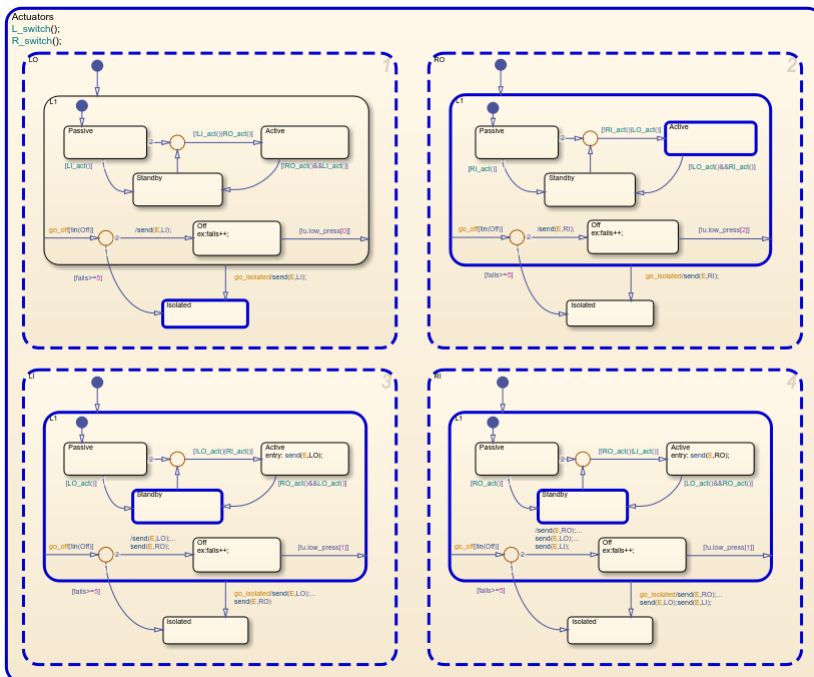 Actuators
L_switch();
R_switch();
LO
1
L1
Passive
2
[!LI_act()|RO_act()]
Active
[LI_act()]
Standby
[!RO_act()&&LI_act()]
go_off[!in(Off)]
2
/send(E,LI);
Off
ex:fails++;
[!u.low_press[0]]
1
[fails>=5]
go_isolated/send(E,LI);
Isolated
RO
2
L1
Passive
2
[!RI_act()|LO_act()]
Active
[RI_act()]
Standby
[!LO_act()&&RI_act()]
go_off[!in(Off)]
2
/send(E,RI);
Off
ex:fails++;
[!u.low_press[2]]
1
[fails>=5]
go_isolated/send(E,RI);
Isolated
LI
3
L1
Passive
2
[!LO_act()|RI_act()]
Active
entry: send(E,LO);
[LO_act()]
Standby
[RO_act()&&LO_act()]
go_off[!in(Off)]
2
/send(E,LO);...
send(E,RO);
Off
ex:fails++;
[!u.low_press[1]]
1
[fails>=5]
go_isolated/send(E,LO);...
send(E,RO)
Isolated
RI
4
L1
Passive
2
[!RO_act()|LI_act()]
Active
entry: send(E,RO);
[RO_act()]
Standby
[LO_act()&&RO_act()]
go_off[!in(Off)]
2
/send(E,RO);...
send(E,LO);...
send(E,LI);
Off
ex:fails++;
[!u.low_press[1]]
1
[fails>=5]
go_isolated/send(E,RO);...
send(E,LO);send(E,LI);
Isolated